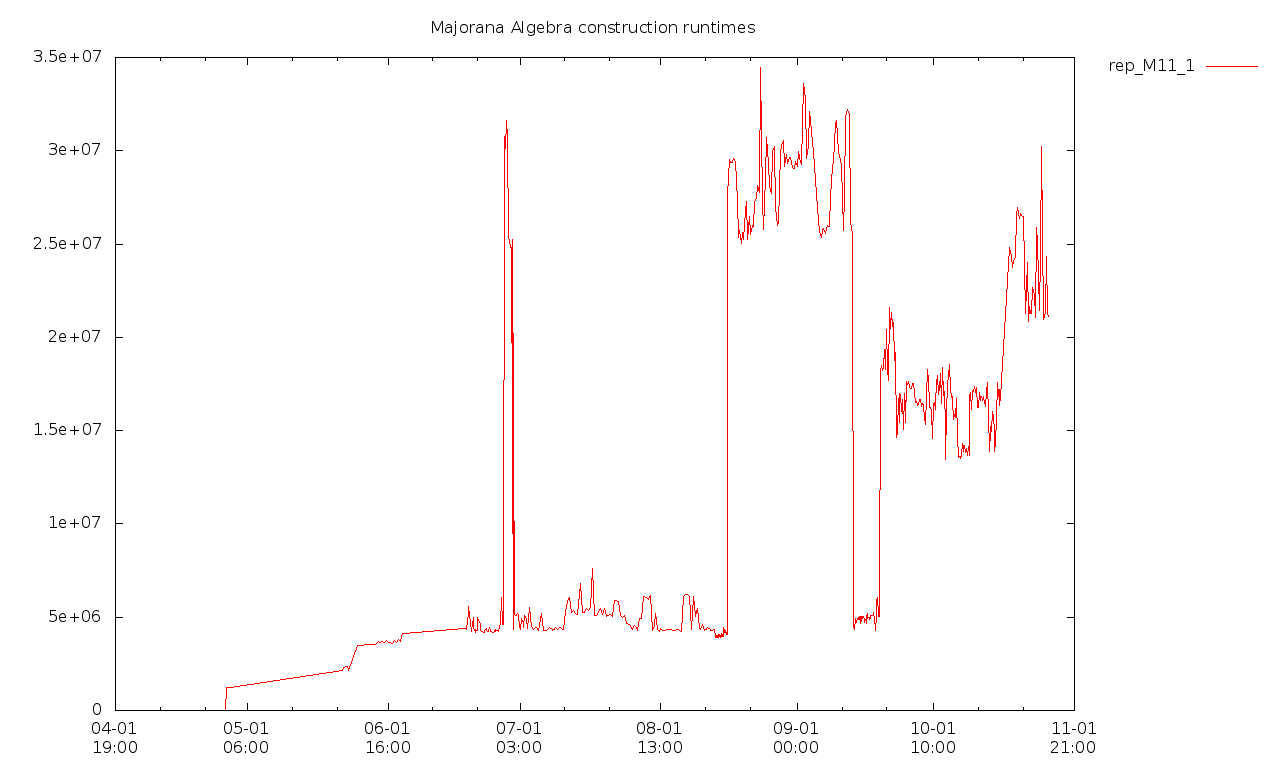 Majorana Algebra construction runtimes
rep_M11_1
3.5e+07
3e+07
2.5e+07
2e+07
1.5e+07
1e+07
5e+06
0
04-01 05-01 06-01 07-01 08-01 09-01 10-01 11-01
19:00 06:00 16:00 03:00 13:00 00:00 10:00 21:00